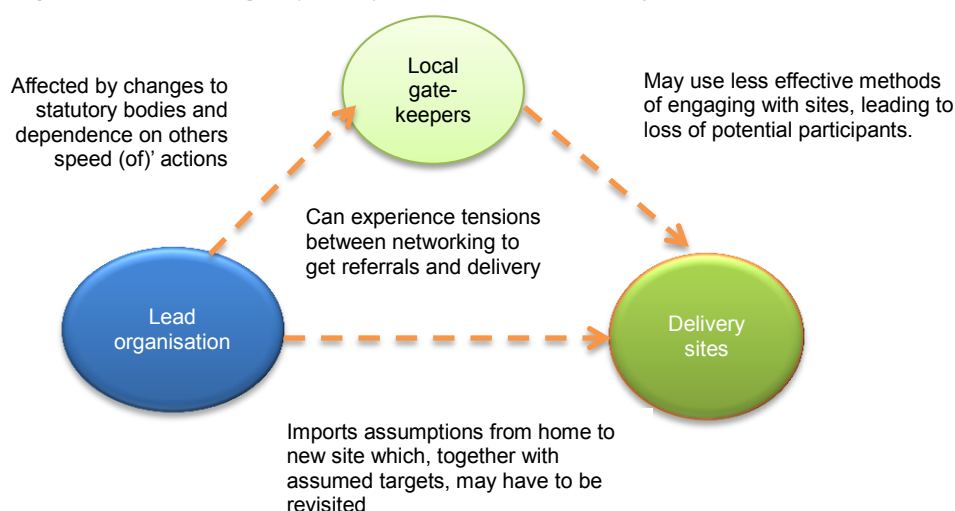 Affected by changes to
statutory bodies and
dependence on others
speed (of)’ actions
Local
gate-
keepers
May use less effective methods
of engaging with sites, leading to
loss of potential participants.
Can experience tensions
between networking to
get referrals and delivery
Lead
organisation
Delivery
sites
Imports assumptions from home to
new site which, together with
assumed targets, may have to be
revisited